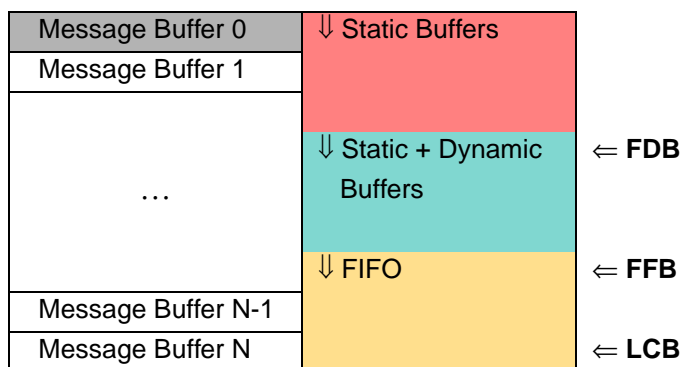 Message Buffer 0 ⇓ Static Buffers
Message Buffer 1
⇓ Static + Dynamic ⇐ FDB
… Buffers
⇓ FIFO ⇐ FFB
Message Buffer N-1
Message Buffer N ⇐ LCB